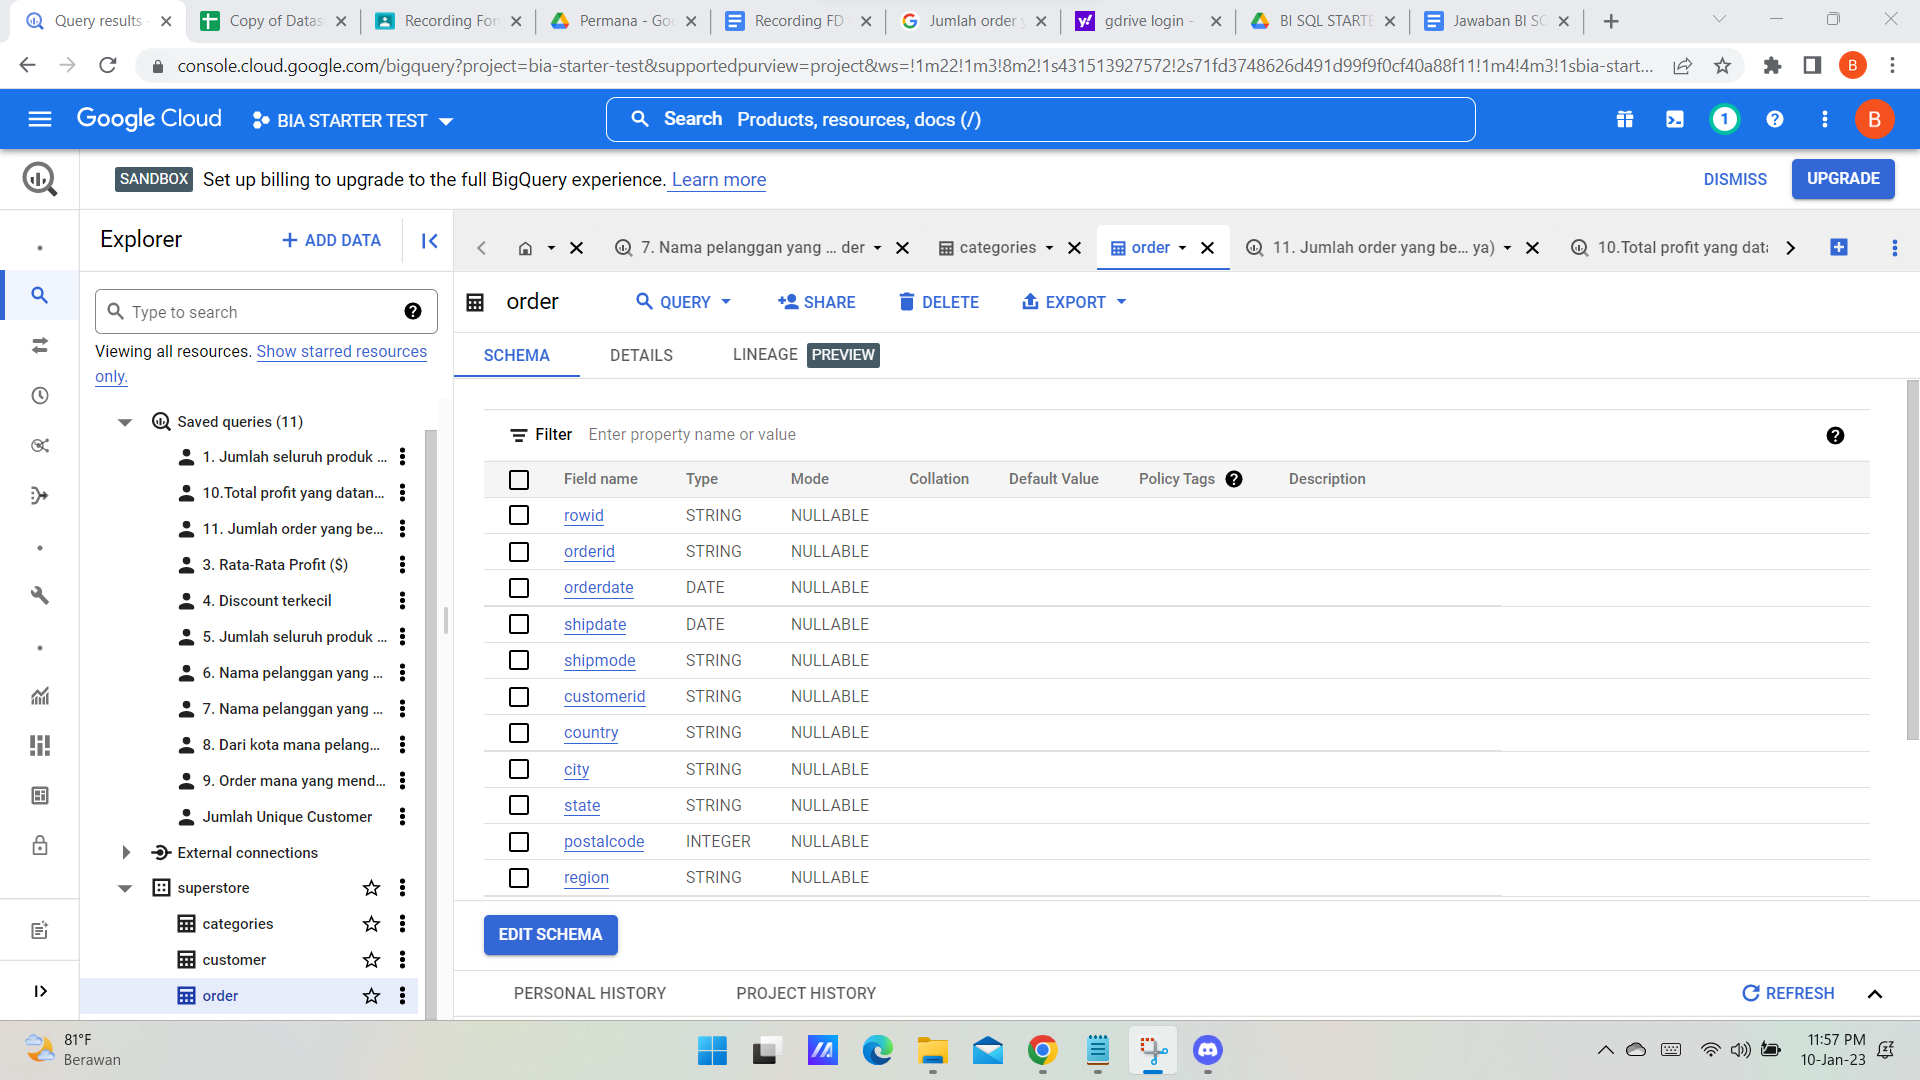 Query results -
Copy of Datas
Recording For
Permana - Goo
Recording FD
Jumlah order y
gdrive login -
BI SQL STARTE
Jawaban BI SQ
console.cloud.google.com/bigquery?project=bia-starter-test&supportedpurview=project&ws=!1m22!1m3!8m2!1s431513927572!2s71fd3748626d491d99f9f0cf40a88f11!1m4!4m3!1sbia-start...
B
Google Cloud
BIA STARTER TEST
Search Products, resources, docs (/)
1
B
SANDBOX Set up billing to upgrade to the full BigQuery experience. Learn more
DISMISS
UPGRADE
Explorer
ADD DATA
7. Nama pelanggan yang ... der
categories
order
11. Jumlah order yang be... ya)
10.Total profit yang data
order
QUERY
SHARE
DELETE
EXPORT
Type to search
Viewing all resources. Show starred resources
only.
SCHEMA
DETAILS
LINEAGE PREVIEW
Saved queries (11)
1. Jumlah seluruh produk ...
10.Total profit yang datan...
11. Jumlah order yang be...
3. Rata-Rata Profit ($)
4. Discount terkecil
5. Jumlah seluruh produk ...
6. Nama pelanggan yang ...
7. Nama pelanggan yang ...
8. Dari kota mana pelang...
9. Order mana yang mend...
Jumlah Unique Customer
External connections
superstore
categories
customer
order
Filter Enter property name or value
Field name Type Mode Collation Default Value Policy Tags Description
rowid STRING NULLABLE
orderid STRING NULLABLE
orderdate DATE NULLABLE
shipdate DATE NULLABLE
shipmode STRING NULLABLE
customerid STRING NULLABLE
country STRING NULLABLE
city STRING NULLABLE
state STRING NULLABLE
postalcode INTEGER NULLABLE
region STRING NULLABLE
EDIT SCHEMA
PERSONAL HISTORY
PROJECT HISTORY
REFRESH
81°F
Berawan
11:57 PM
10-Jan-23